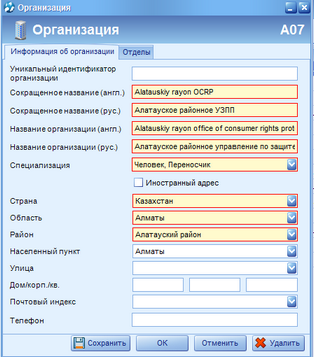 Организация
Организация A07
Информация об организации Отделы
Уникальный идентификатор
организации
Сокращенное название (англ.) Alatauskiy rayon OCRP
Сокращенное название (рус.) Алатауское районное УЗПП
Название организации (англ.) Alatauskiy rayon office of consumer rights prot
Название организации (рус.) Алатауское районное управление по защите
Специализация Человек, Переносчик
Иностранный адрес
Страна Казахстан
Область Алматы
Район Алатауский район
Населенный пункт Алматы
Улица
Дом/корп./кв.
Почтовый индекс
Телефон
Сохранить OK Отменить Удалить